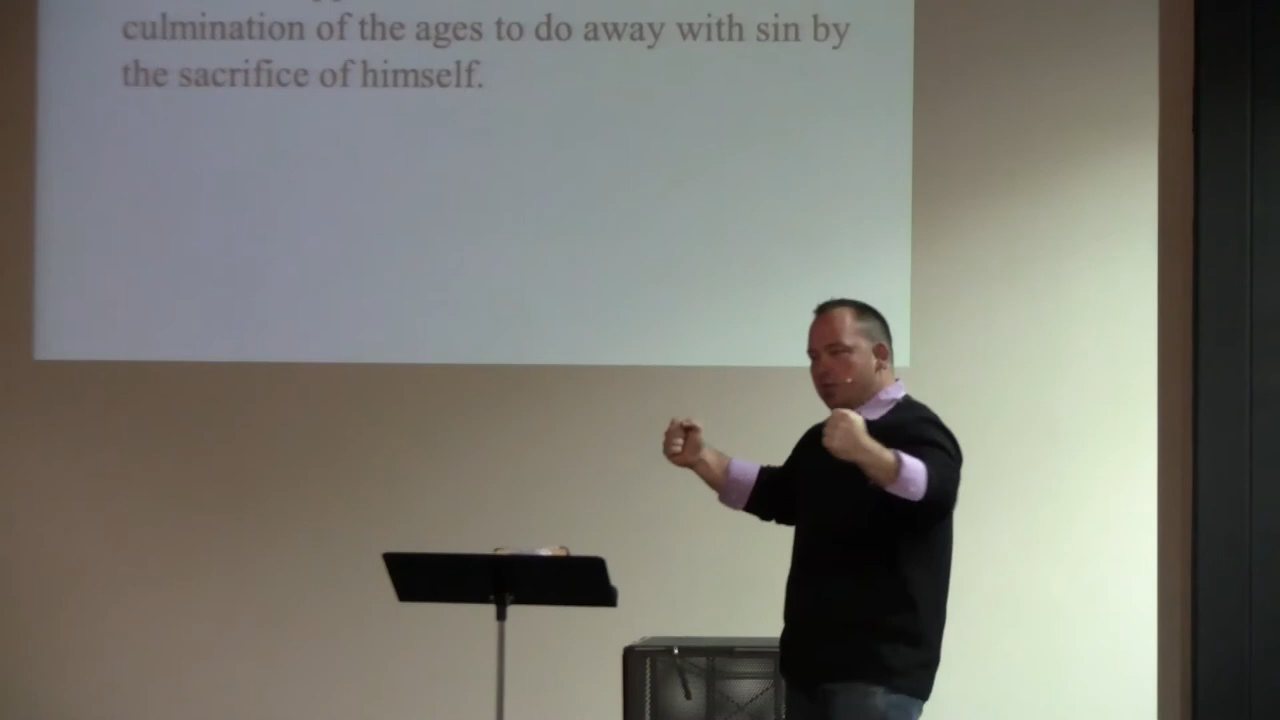 culmination of the ages to do away with sin by
the sacrifice of himself.